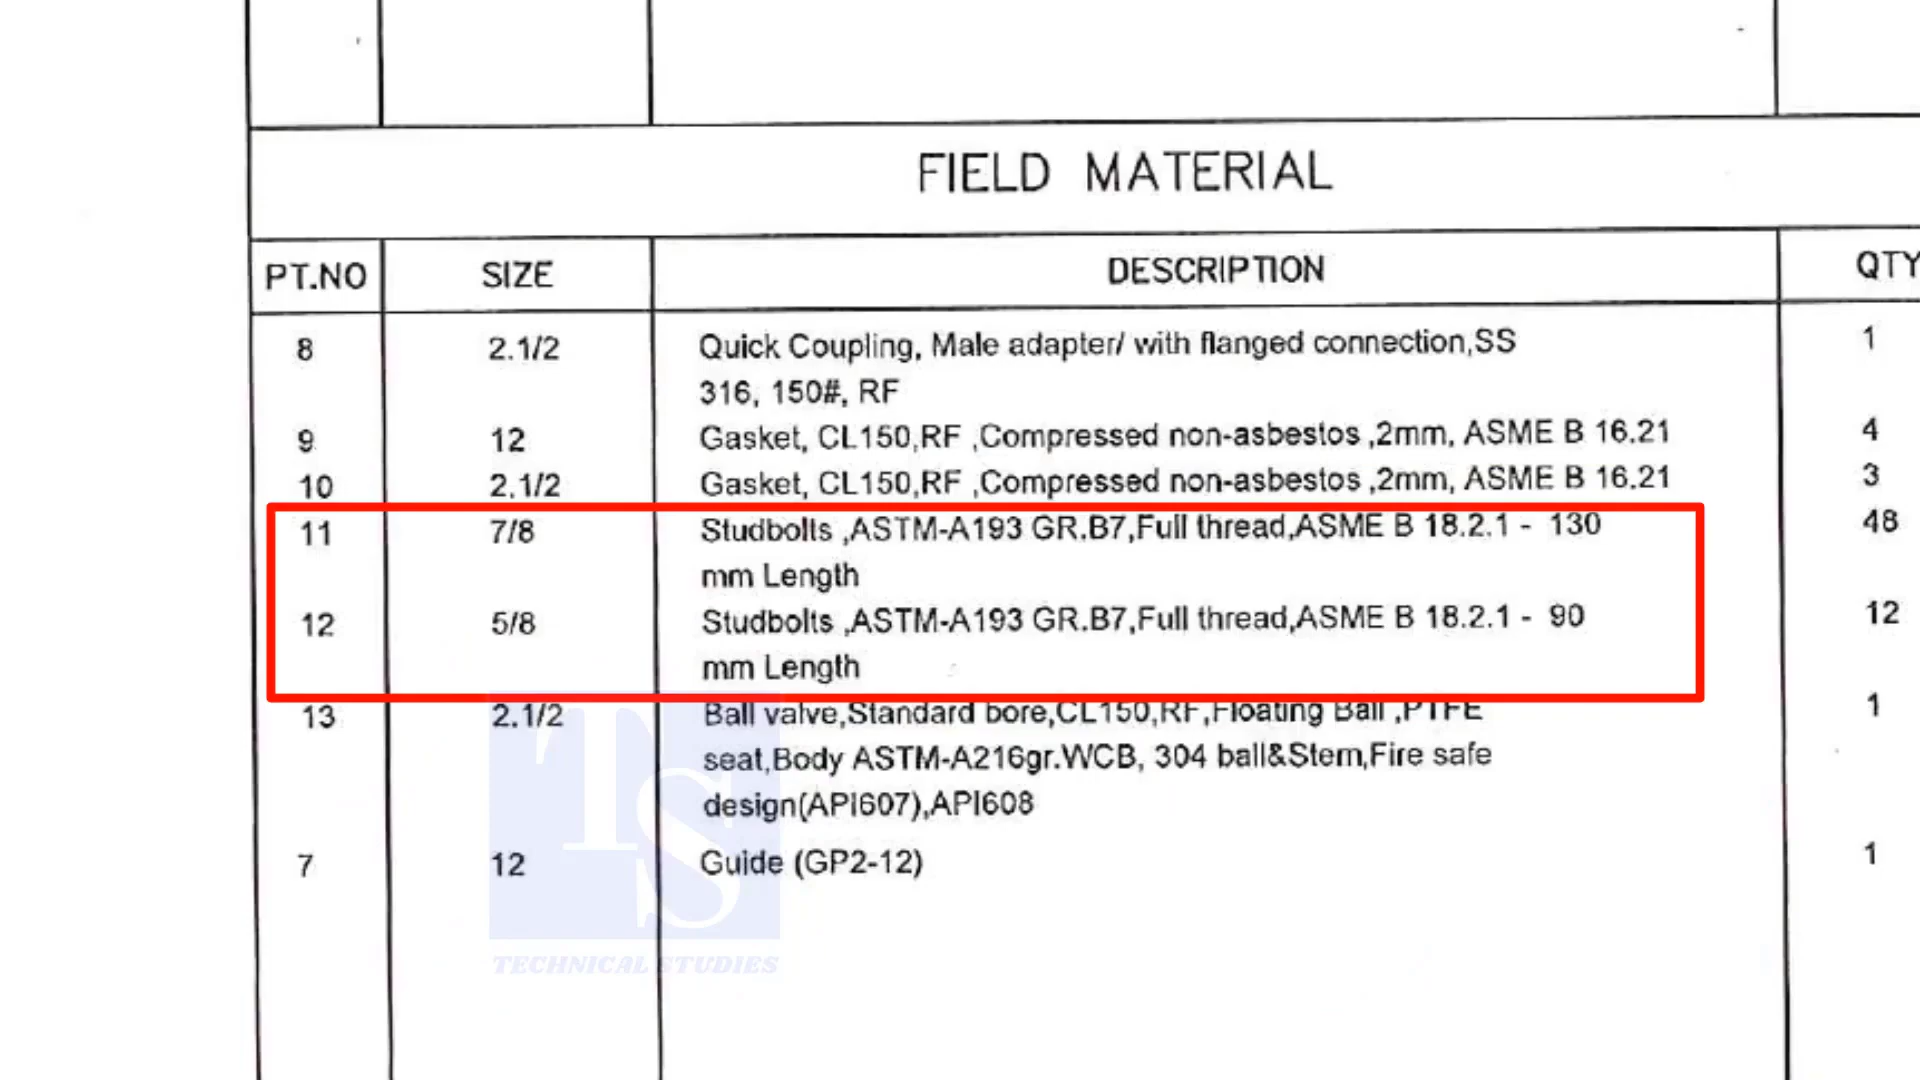 FIELD MATERIAL
PT.NO SIZE DESCRIPTION QTY
8 2.1/2 Quick Coupling, Male adapter/ with flanged connection,SS 1
316, 150#, RF
9 12 Gasket, CL150,RF ,Compressed non-asbestos ,2mm, ASME B 16.21 4
10 2.1/2 Gasket, CL150,RF ,Compressed non-asbestos ,2mm, ASME B 16.21 3
11 7/8 Studbolts ,ASTM-A193 GR.B7,Full thread,ASME B 18.2.1 - 130 48
mm Length
12 5/8 Studbolts ,ASTM-A193 GR.B7,Full thread,ASME B 18.2.1 - 90 12
mm Length
13 2.1/2 Ball valve,Standard bore,CL150,RF,Floating Ball ,PTFE 1
seat,Body ASTM-A216gr.WCB, 304 ball&Stem,Fire safe
design(API607),API608
7 12 Guide (GP2-12) 1
TS
TECHNICAL STUDIES